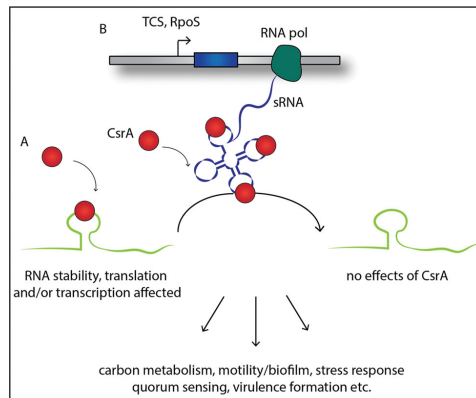 B
TCS, RpoS
RNA pol
sRNA
CsrA
A
RNA stability, translation
and/or transcription affected
no effects of CsrA
carbon metabolism, motility/biofilm, stress response
quorum sensing, virulence formation etc.